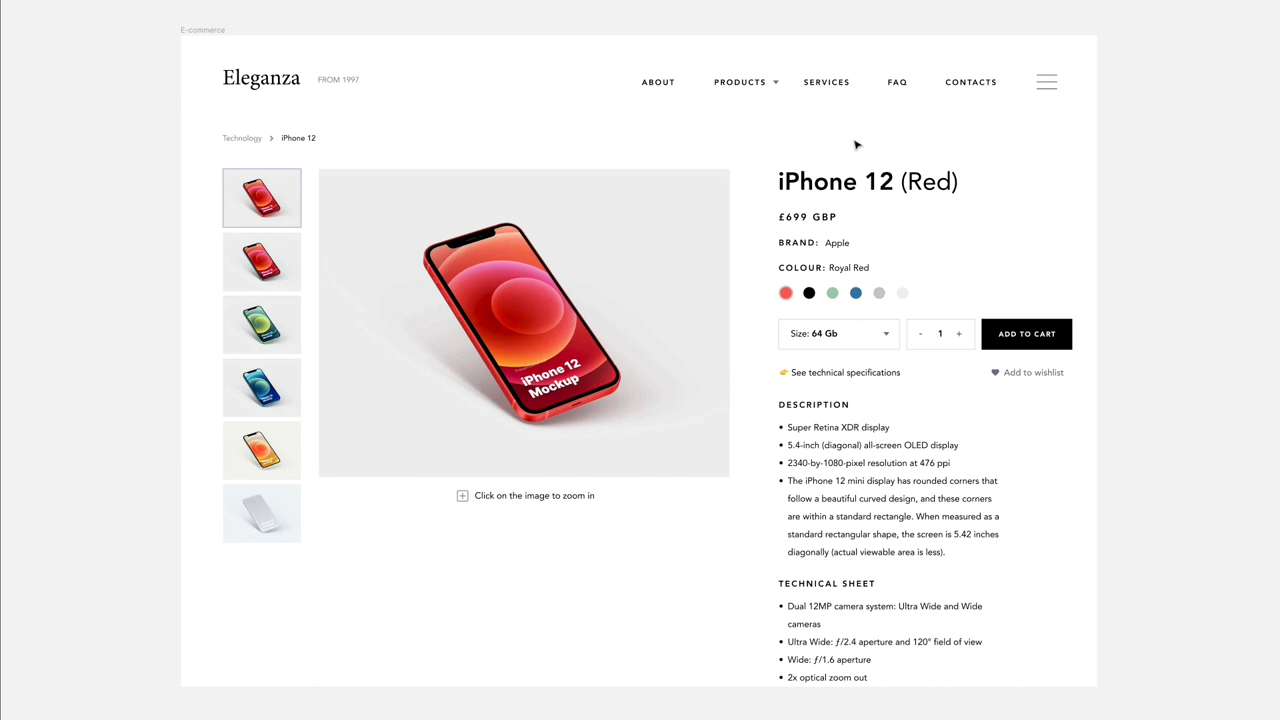 E-commerce
Eleganza
FROM 1997
ABOUT
PRODUCTS
SERVICES
FAQ
CONTACTS
Technology
iPhone 12
iPhone 12 (Red)
£699 GBP
BRAND: Apple
COLOUR: Royal Red
Size: 64 Gb
- 1 +
ADD TO CART
See technical specifications
Add to wishlist
iPhone 12
Mockup
Click on the image to zoom in
DESCRIPTION
• Super Retina XDR display
• 5.4-inch (diagonal) all-screen OLED display
• 2340-by-1080-pixel resolution at 476 ppi
• The iPhone 12 mini display has rounded corners that
follow a beautiful curved design, and these corners
are within a standard rectangle. When measured as a
standard rectangular shape, the screen is 5.42 inches
diagonally (actual viewable area is less).
TECHNICAL SHEET
• Dual 12MP camera system: Ultra Wide and Wide
cameras
• Ultra Wide: ƒ/2.4 aperture and 120° field of view
• Wide: ƒ/1.6 aperture
• 2x optical zoom out